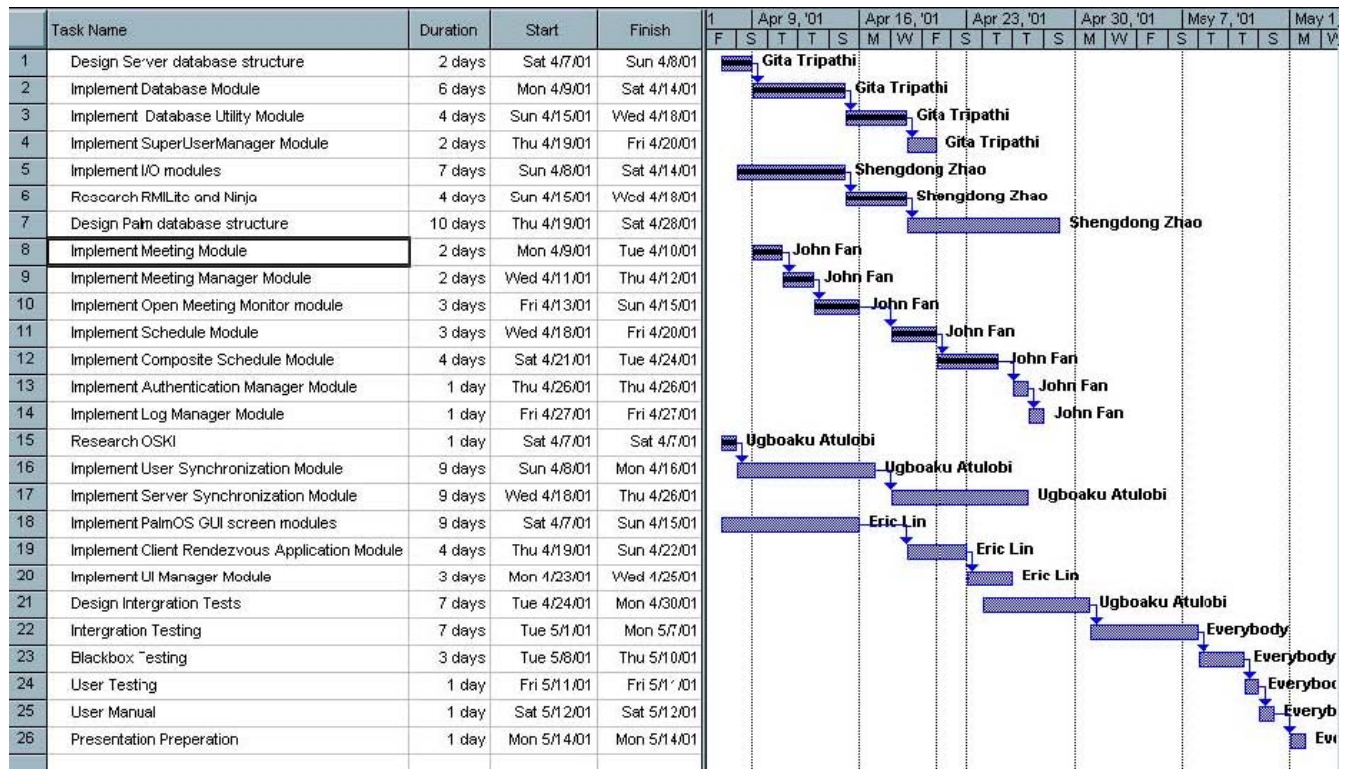 Task Name Duration Start Finish 1 Apr 9, '01 Apr 16, '01 Apr 23, '01 Apr 30, '01 May 7, '01 May 1
F S T T S M W F S T T S M W F S T T S M W
1 Design Server database structure 2 days Sat 4/7/01 Sun 4/8/01 Gita Tripathi
2 Implement Database Module 6 days Mon 4/9/01 Sat 4/14/01 Gita Tripathi
3 Implement Database Utility Module 4 days Sun 4/15/01 Wed 4/18/01 Gita Tripathi
4 Implement SuperUserManager Module 2 days Thu 4/19/01 Fri 4/20/01 Gita Tripathi
5 Implement I/O modules 7 days Sun 4/8/01 Sat 4/14/01 Shengdong Zhao
6 Research RMILite and Ninja 4 days Sun 4/15/01 Wed 4/18/01 Shengdong Zhao
7 Design Palm database structure 10 days Thu 4/19/01 Sat 4/28/01 Shengdong Zhao
8 Implement Meeting Module 2 days Mon 4/9/01 Tue 4/10/01 John Fan
9 Implement Meeting Manager Module 2 days Wed 4/11/01 Thu 4/12/01 John Fan
10 Implement Open Meeting Monitor module 3 days Fri 4/13/01 Sun 4/15/01 John Fan
11 Implement Schedule Module 3 days Wed 4/18/01 Fri 4/20/01 John Fan
12 Implement Composite Schedule Module 4 days Sat 4/21/01 Tue 4/24/01 John Fan
13 Implement Authentication Manager Module 1 day Thu 4/26/01 Thu 4/26/01 John Fan
14 Implement Log Manager Module 1 day Fri 4/27/01 Fri 4/27/01 John Fan
15 Research OSKI 1 day Sat 4/7/01 Sat 4/7/01 Ugboaku Atulobi
16 Implement User Synchronization Module 9 days Sun 4/8/01 Mon 4/16/01 Ugboaku Atulobi
17 Implement Server Synchronization Module 9 days Wed 4/18/01 Thu 4/26/01 Ugboaku Atulobi
18 Implement PalmOS GUI screen modules 9 days Sat 4/7/01 Sun 4/15/01 Eric Lin
19 Implement Client Rendezvous Application Module 4 days Thu 4/19/01 Sun 4/22/01 Eric Lin
20 Implement UI Manager Module 3 days Mon 4/23/01 Wed 4/25/01 Eric Lin
21 Design Intergration Tests 7 days Tue 4/24/01 Mon 4/30/01 Ugboaku Atulobi
22 Intergration Testing 7 days Tue 5/1/01 Mon 5/7/01 Everybody
23 Blackbox Testing 3 days Tue 5/8/01 Thu 5/10/01 Everybody
24 User Testing 1 day Fri 5/11/01 Fri 5/11/01 Everyboc
25 User Manual 1 day Sat 5/12/01 Sat 5/12/01 Everyb
26 Presentation Preperation 1 day Mon 5/14/01 Mon 5/14/01 Eve